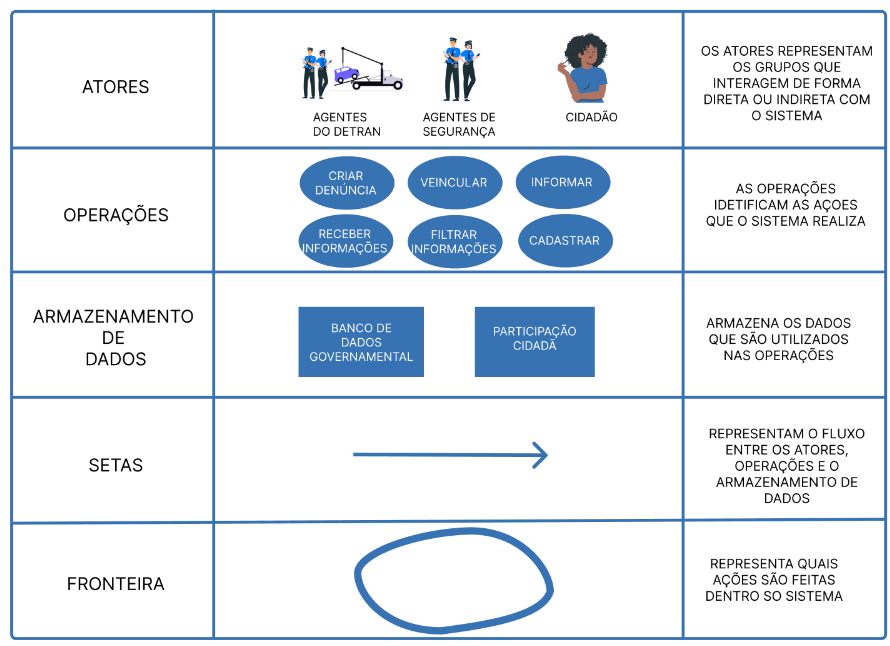 ATORES
AGENTES
DO DETRAN
AGENTES DE
SEGURANÇA
CIDADÃO
OS ATORES REPRESENTAM
OS GRUPOS QUE
INTERAGEM DE FORMA
DIRETA OU INDIRETA COM
O SISTEMA
OPERAÇÕES
CRIAR
DENÚNCIA
VEINCULAR
INFORMAR
RECEBER
INFORMAÇÕES
FILTRAR
INFORMAÇÕES
CADASTRAR
AS OPERAÇÕES
IDETIFICAM AS AÇOES
QUE O SISTEMA REALIZA
ARMAZENAMENTO
DE
DADOS
BANCO DE
DADOS
GOVERNAMENTAL
PARTICIPAÇÃO
CIDADÃ
ARMAZENA OS DADOS
QUE SÃO UTILIZADOS
NAS OPERAÇÕES
SETAS
REPRESENTAM O FLUXO
ENTRE OS ATORES,
OPERAÇÕES E O
ARMAZENAMENTO DE
DADOS
FRONTEIRA
REPRESENTA QUAIS
AÇÕES SÃO FEITAS
DENTRO SO SISTEMA